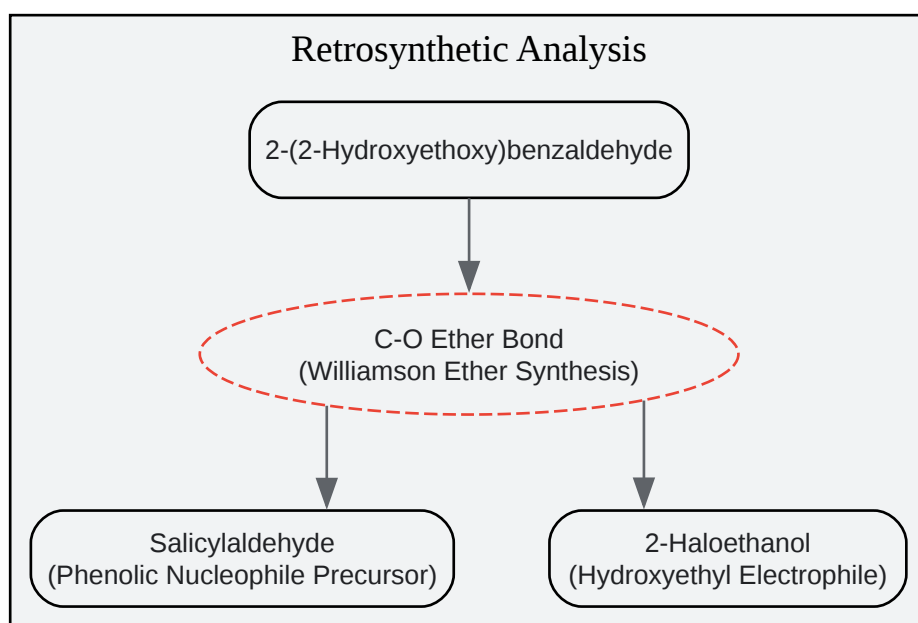 Retrosynthetic Analysis
2-(2-Hydroxyethoxy)benzaldehyde
C-O Ether Bond
(Williamson Ether Synthesis)
Salicylaldehyde
(Phenolic Nucleophile Precursor)
2-Haloethanol
(Hydroxyethyl Electrophile)